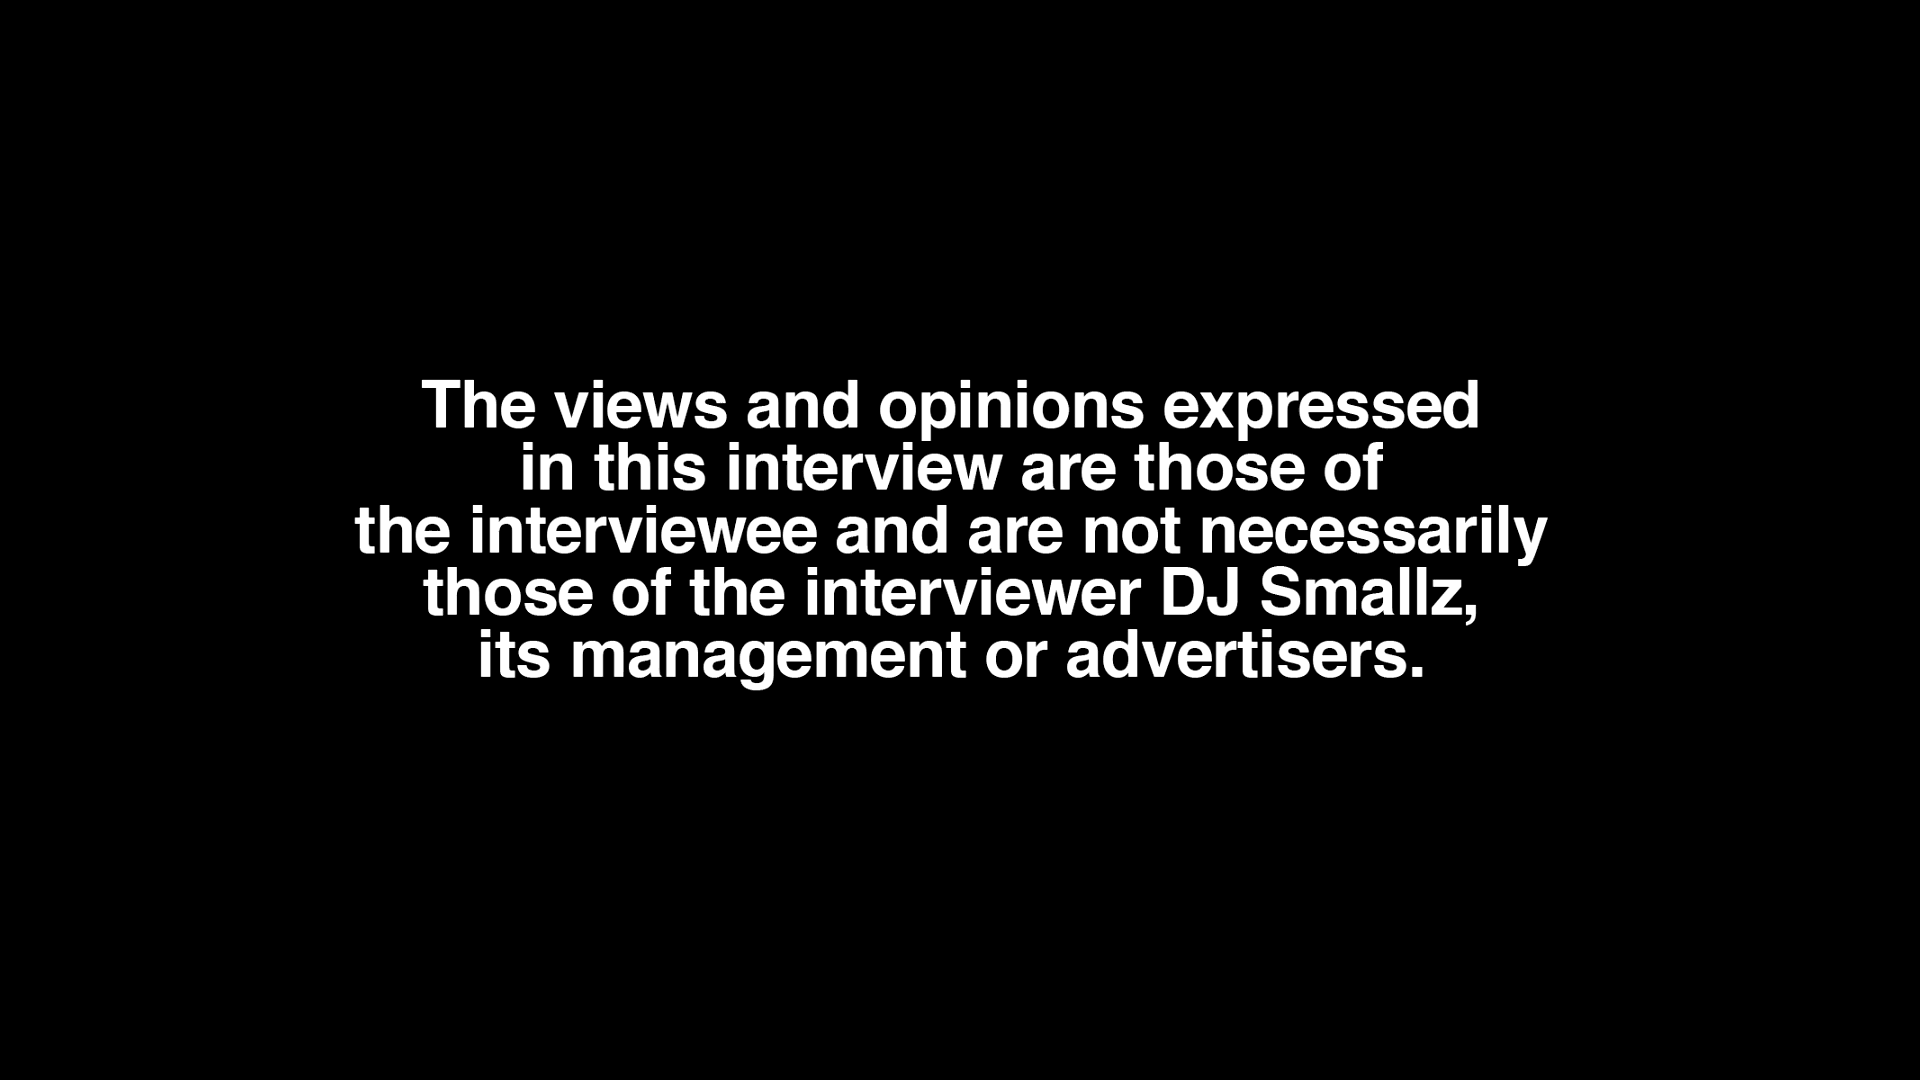 The views and opinions expressed
in this interview are those of
the interviewee and are not necessarily
those of the interviewer DJ Smallz,
its management or advertisers.